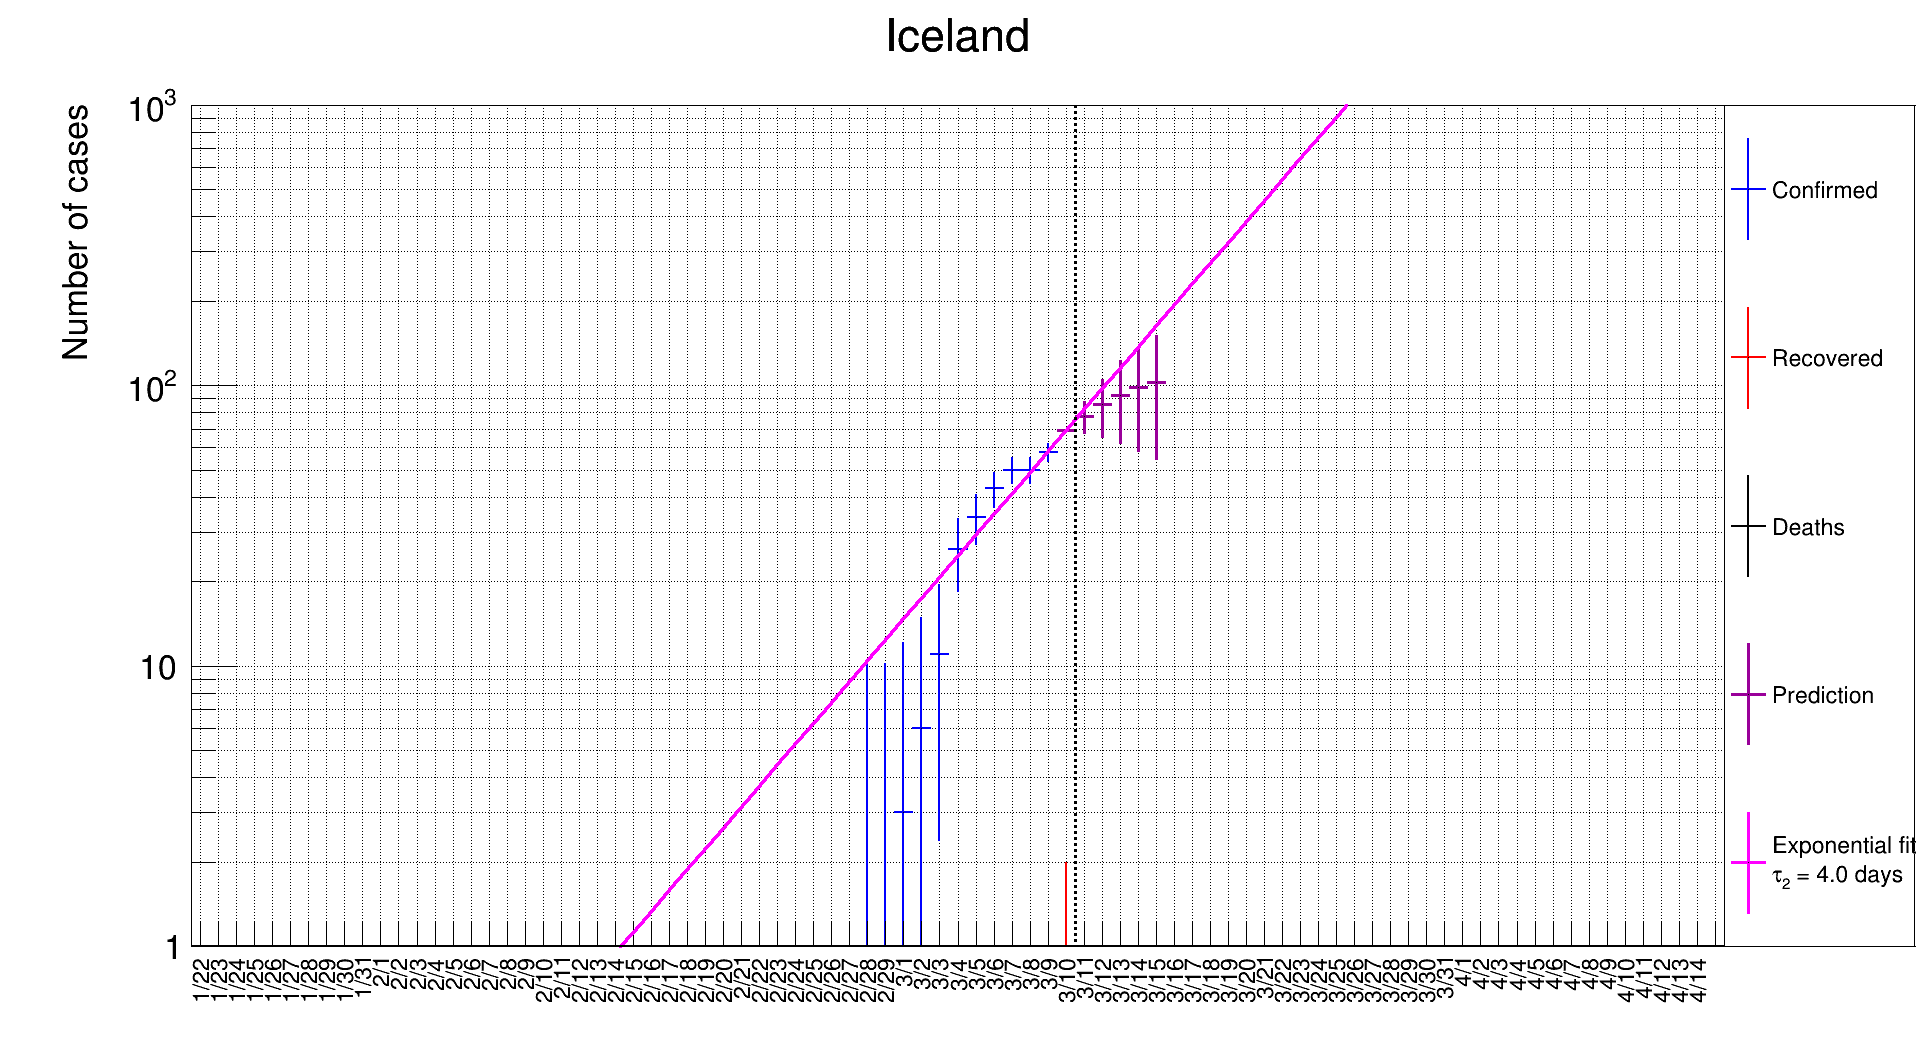 Iceland
Number of cases
10³
10²
10
1
1/22 1/23 1/24 1/25 1/26 1/27 1/28 1/29 1/30 1/31 2/1 2/2 2/3 2/4 2/5 2/6 2/7 2/8 2/9 2/10 2/11 2/12 2/13 2/14 2/15 2/16 2/17 2/18 2/19 2/20 2/21 2/22 2/23 2/24 2/25 2/26 2/27 2/28 2/29 3/1 3/2 3/3 3/4 3/5 3/6 3/7 3/8 3/9 3/10 3/11 3/12 3/13 3/14 3/15 3/16 3/17 3/18 3/19 3/20 3/21 3/22 3/23 3/24 3/25 3/26 3/27 3/28 3/29 3/30 3/31 4/1 4/2 4/3 4/4 4/5 4/6 4/7 4/8 4/9 4/10 4/11 4/12 4/13 4/14
Confirmed
Recovered
Deaths
Prediction
Exponential fit
τ₂ = 4.0 days